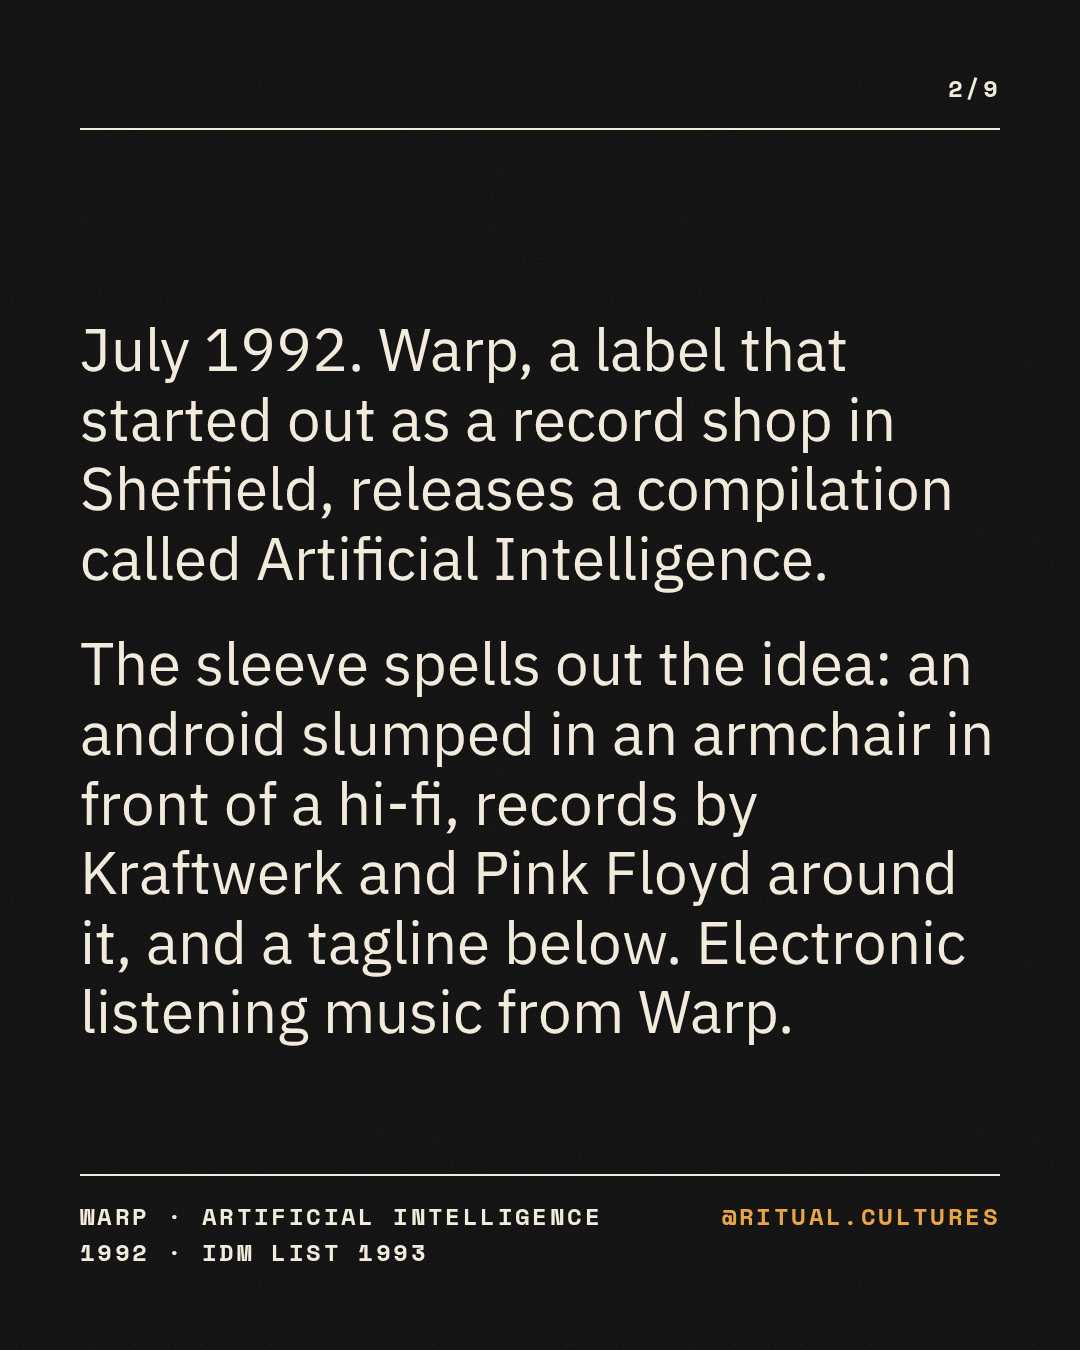 2/9
July 1992. Warp, a label that
started out as a record shop in
Sheffield, releases a compilation
called Artificial Intelligence.
The sleeve spells out the idea: an
android slumped in an armchair in
front of a hi-fi, records by
Kraftwerk and Pink Floyd around
it, and a tagline below. Electronic
listening music from Warp.
WARP · ARTIFICIAL INTELLIGENCE
1992 · IDM LIST 1993
@RITUAL.CULTURES